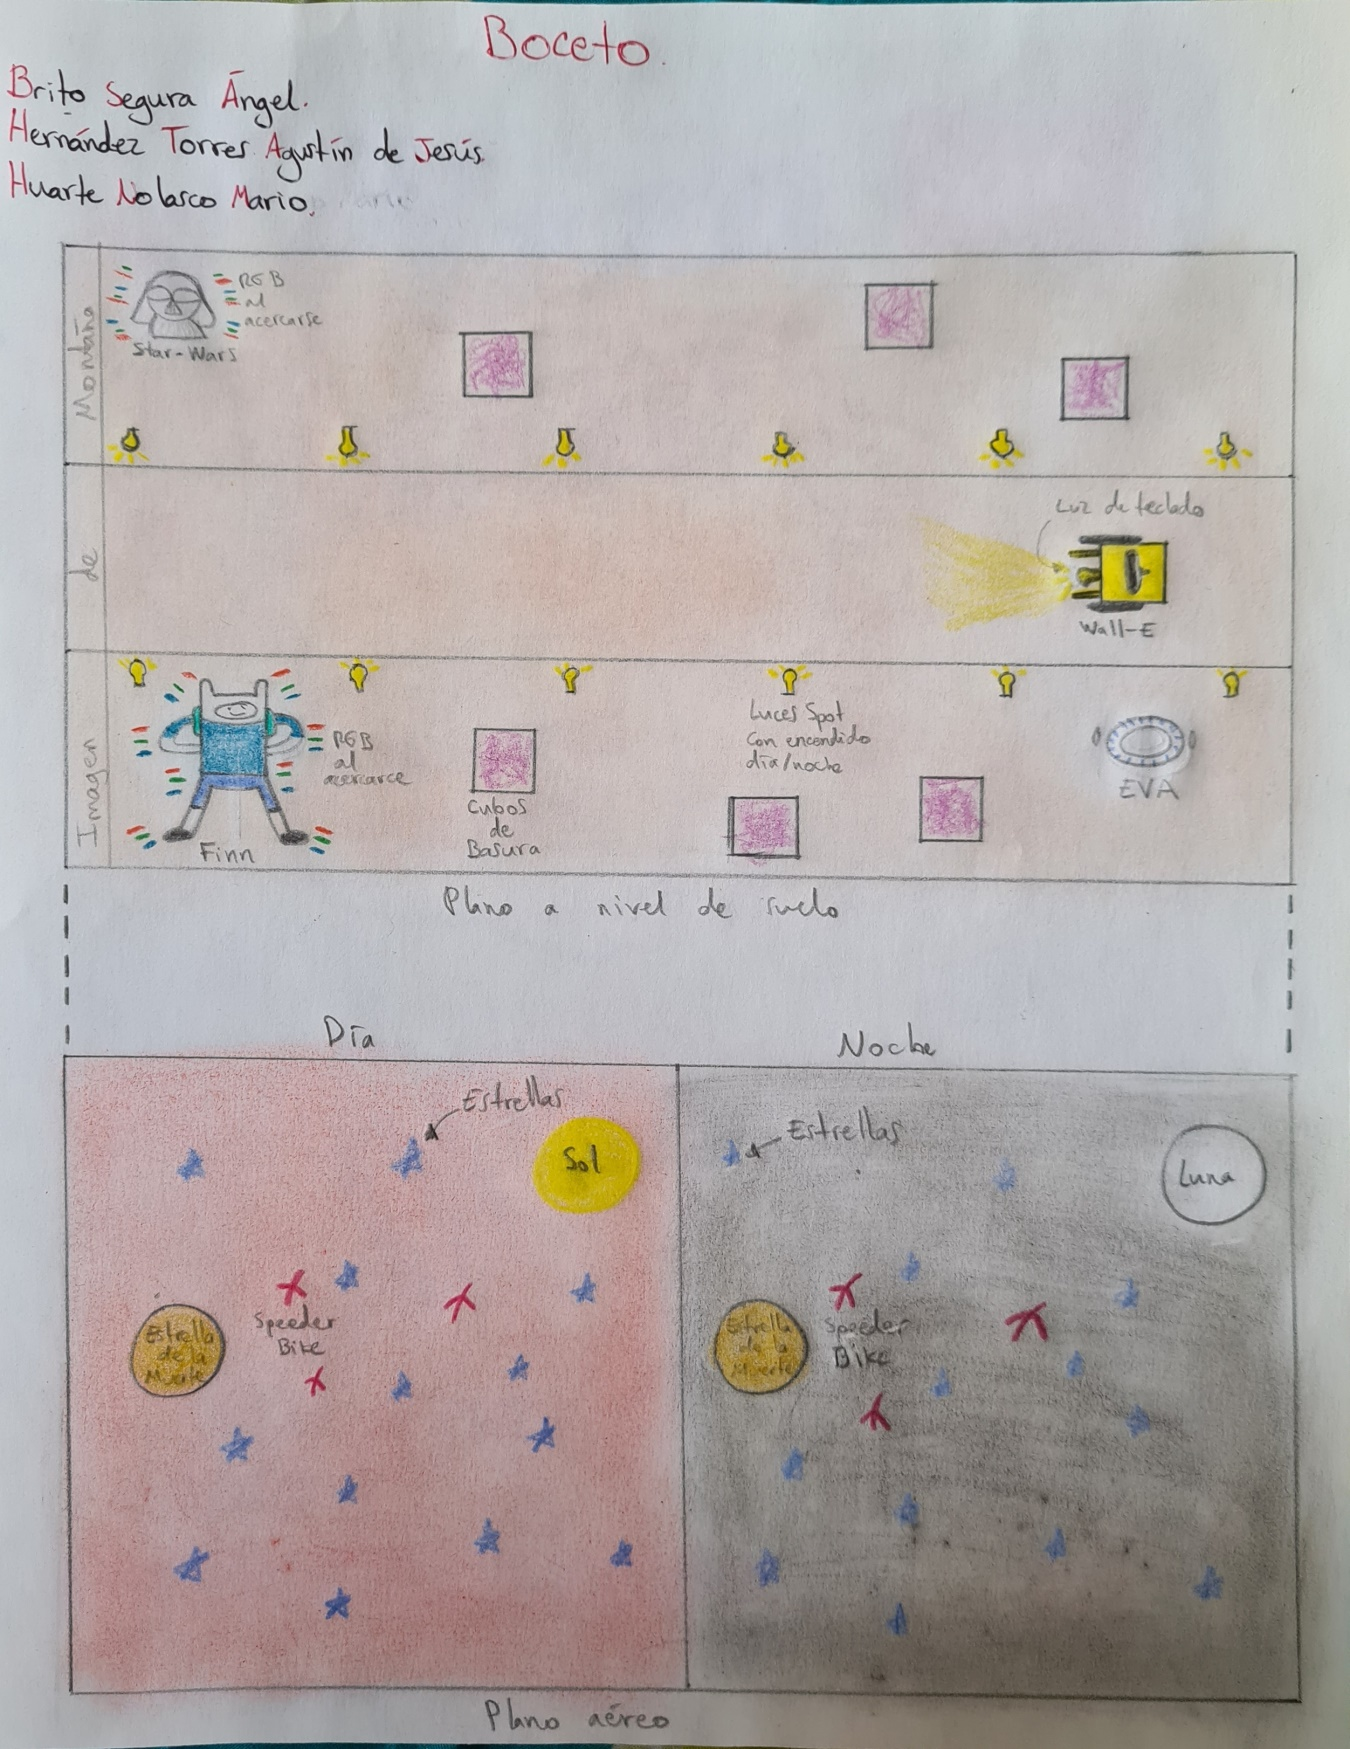 Boceto.
Brito Segura Ángel.
Hernández Torres Agustín de Jesús.
Huarte Nolasco Mario.
Montaña
de
Imagen
RGB
al
acercarse
Star-Wars
Luz de teclado
Wall-E
RGB
al
acercarce
Finn
Cubos
de
Basura
Luces Spot
con encendido
día/noche
EVA
Plano a nivel de suelo
Día
Noche
Estrellas
Sol
Estrella
de la
Muerte
Speeder
Bike
Estrellas
Luna
Estrella
de la
Muerte
Speeder
Bike
Plano aéreo